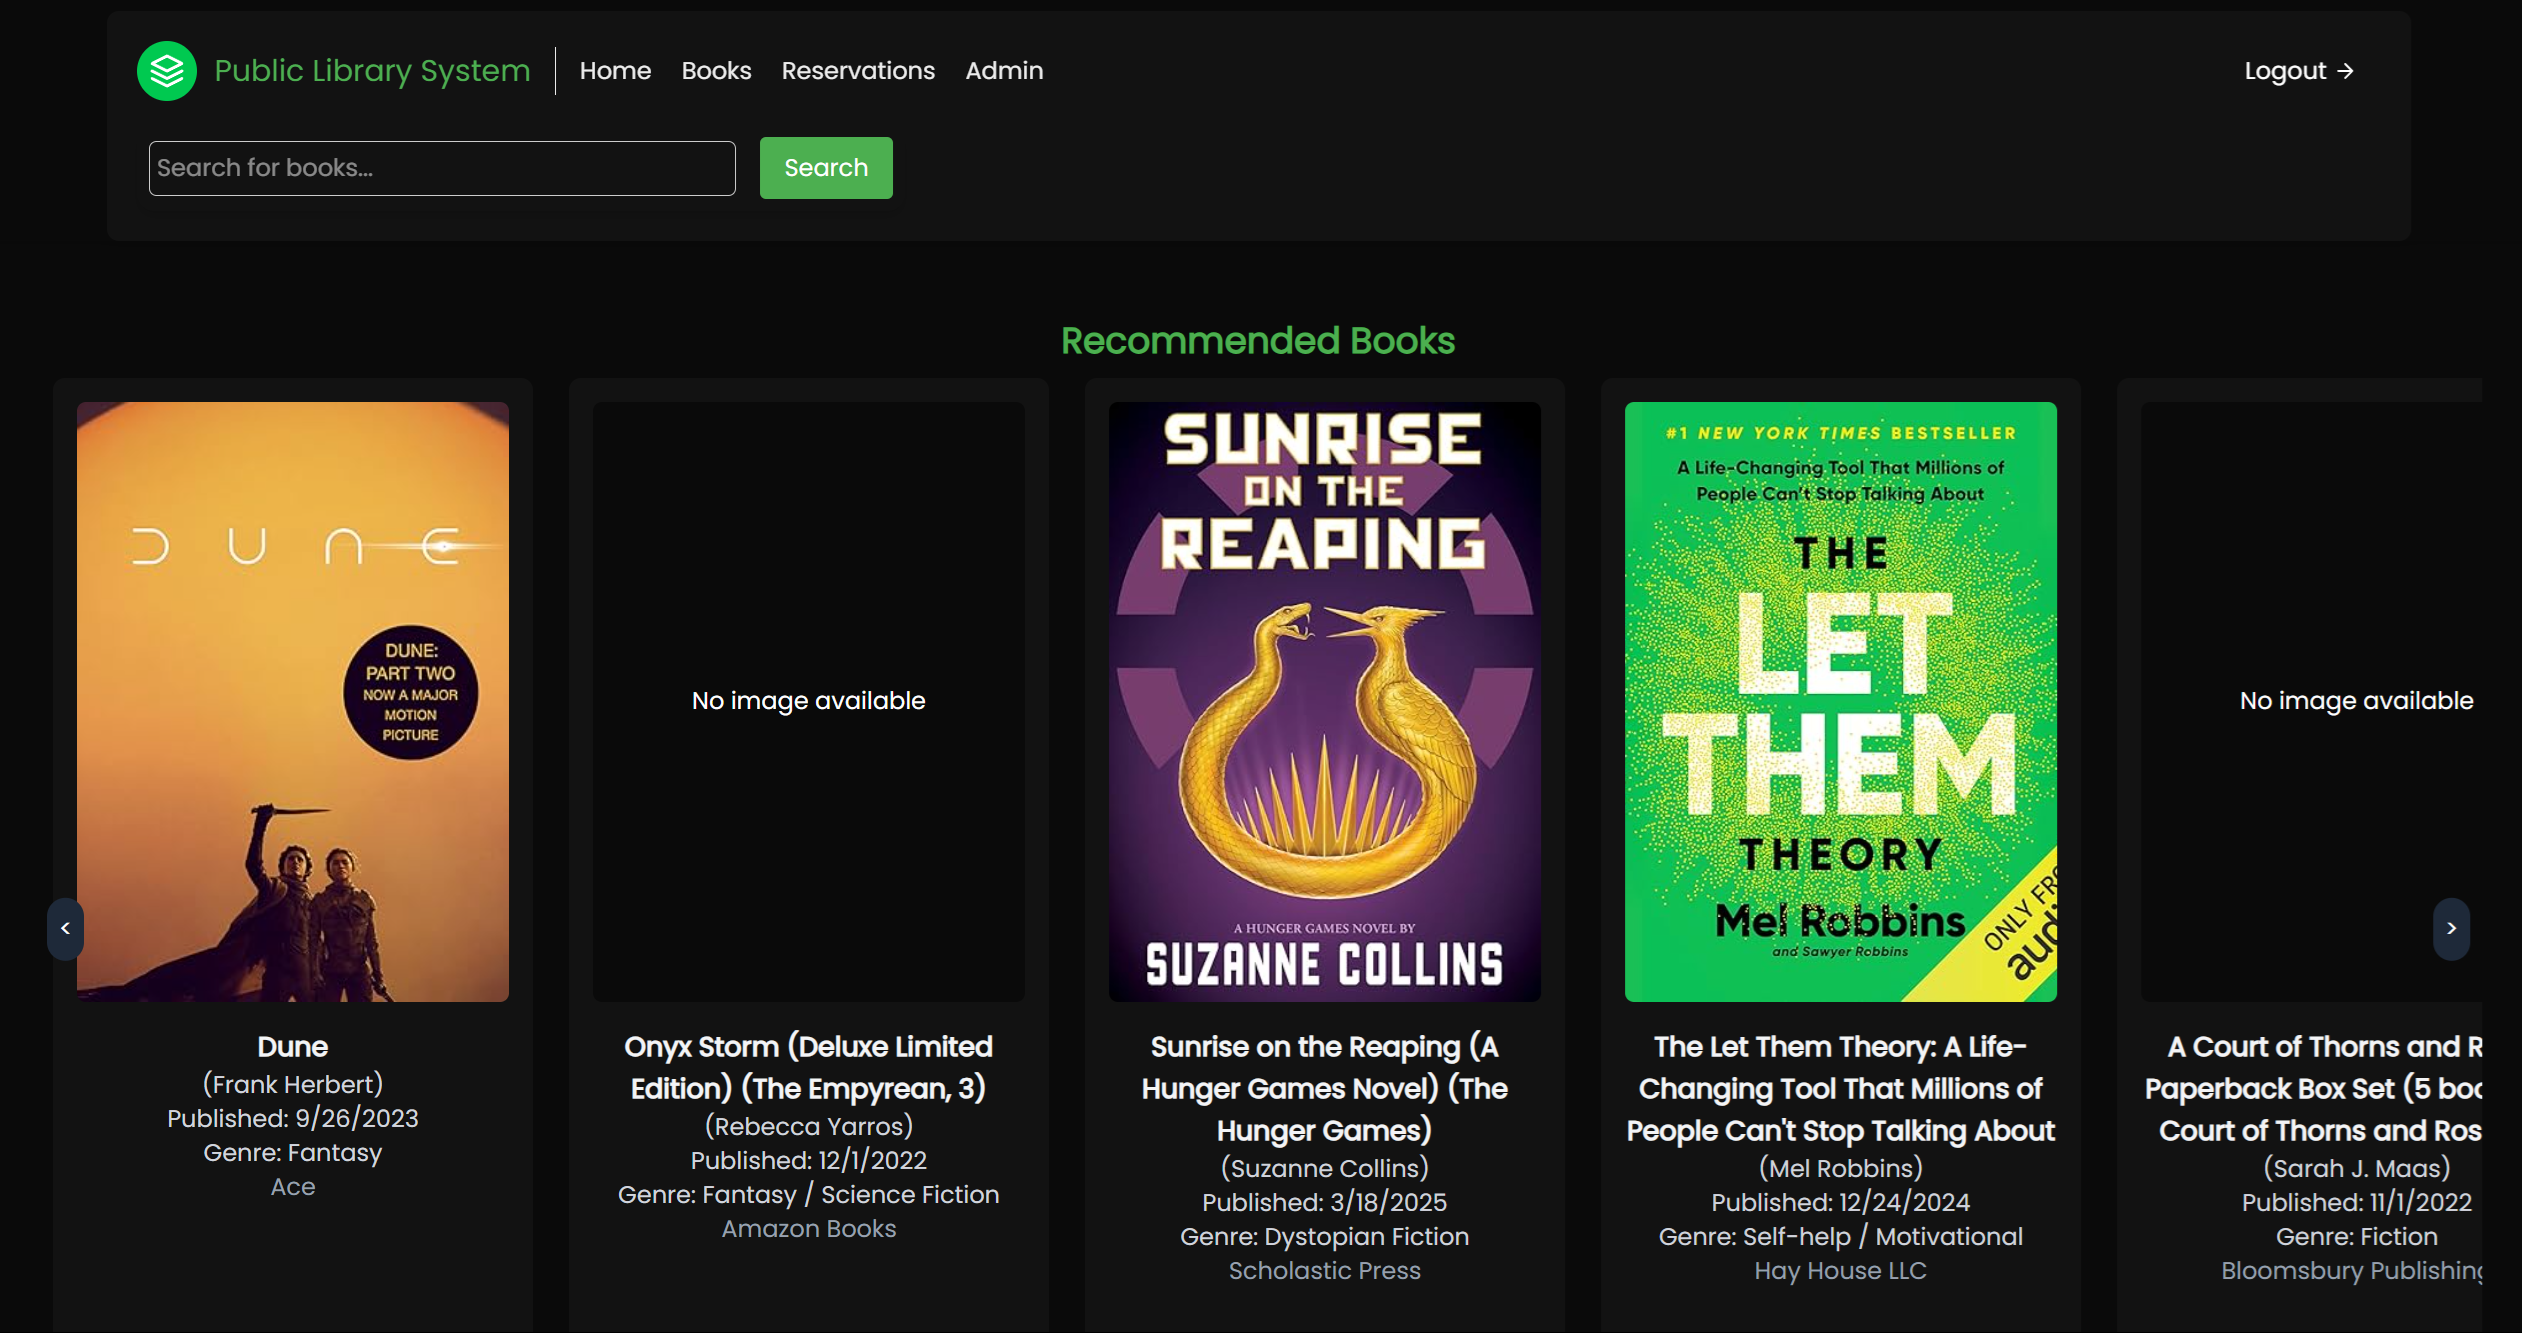 Public Library System
Home
Books
Reservations
Admin
Logout →
Search for books...
Search
Recommended Books
DUNE
DUNE:
PART TWO
NOW A MAJOR
MOTION
PICTURE
Dune
(Frank Herbert)
Published: 9/26/2023
Genre: Fantasy
Ace
No image available
Onyx Storm (Deluxe Limited
Edition) (The Empyrean, 3)
(Rebecca Yarros)
Published: 12/1/2022
Genre: Fantasy / Science Fiction
Amazon Books
SUNRISE
ON THE
REAPING
A HUNGER GAMES NOVEL BY
SUZANNE COLLINS
Sunrise on the Reaping (A
Hunger Games Novel) (The
Hunger Games)
(Suzanne Collins)
Published: 3/18/2025
Genre: Dystopian Fiction
Scholastic Press
#1 NEW YORK TIMES BESTSELLER
A Life-Changing Tool That Millions of
People Can't Stop Talking About
THE
LET
THEM
THEORY
Mel Robbins
and Sawyer Robbins
ONLY FR
aud
The Let Them Theory: A Life-
Changing Tool That Millions of
People Can't Stop Talking About
(Mel Robbins)
Published: 12/24/2024
Genre: Self-help / Motivational
Hay House LLC
No image available
A Court of Thorns and R
Paperback Box Set (5 boo
Court of Thorns and Ros
(Sarah J. Maas)
Published: 11/1/2022
Genre: Fiction
Bloomsbury Publishing
<
>